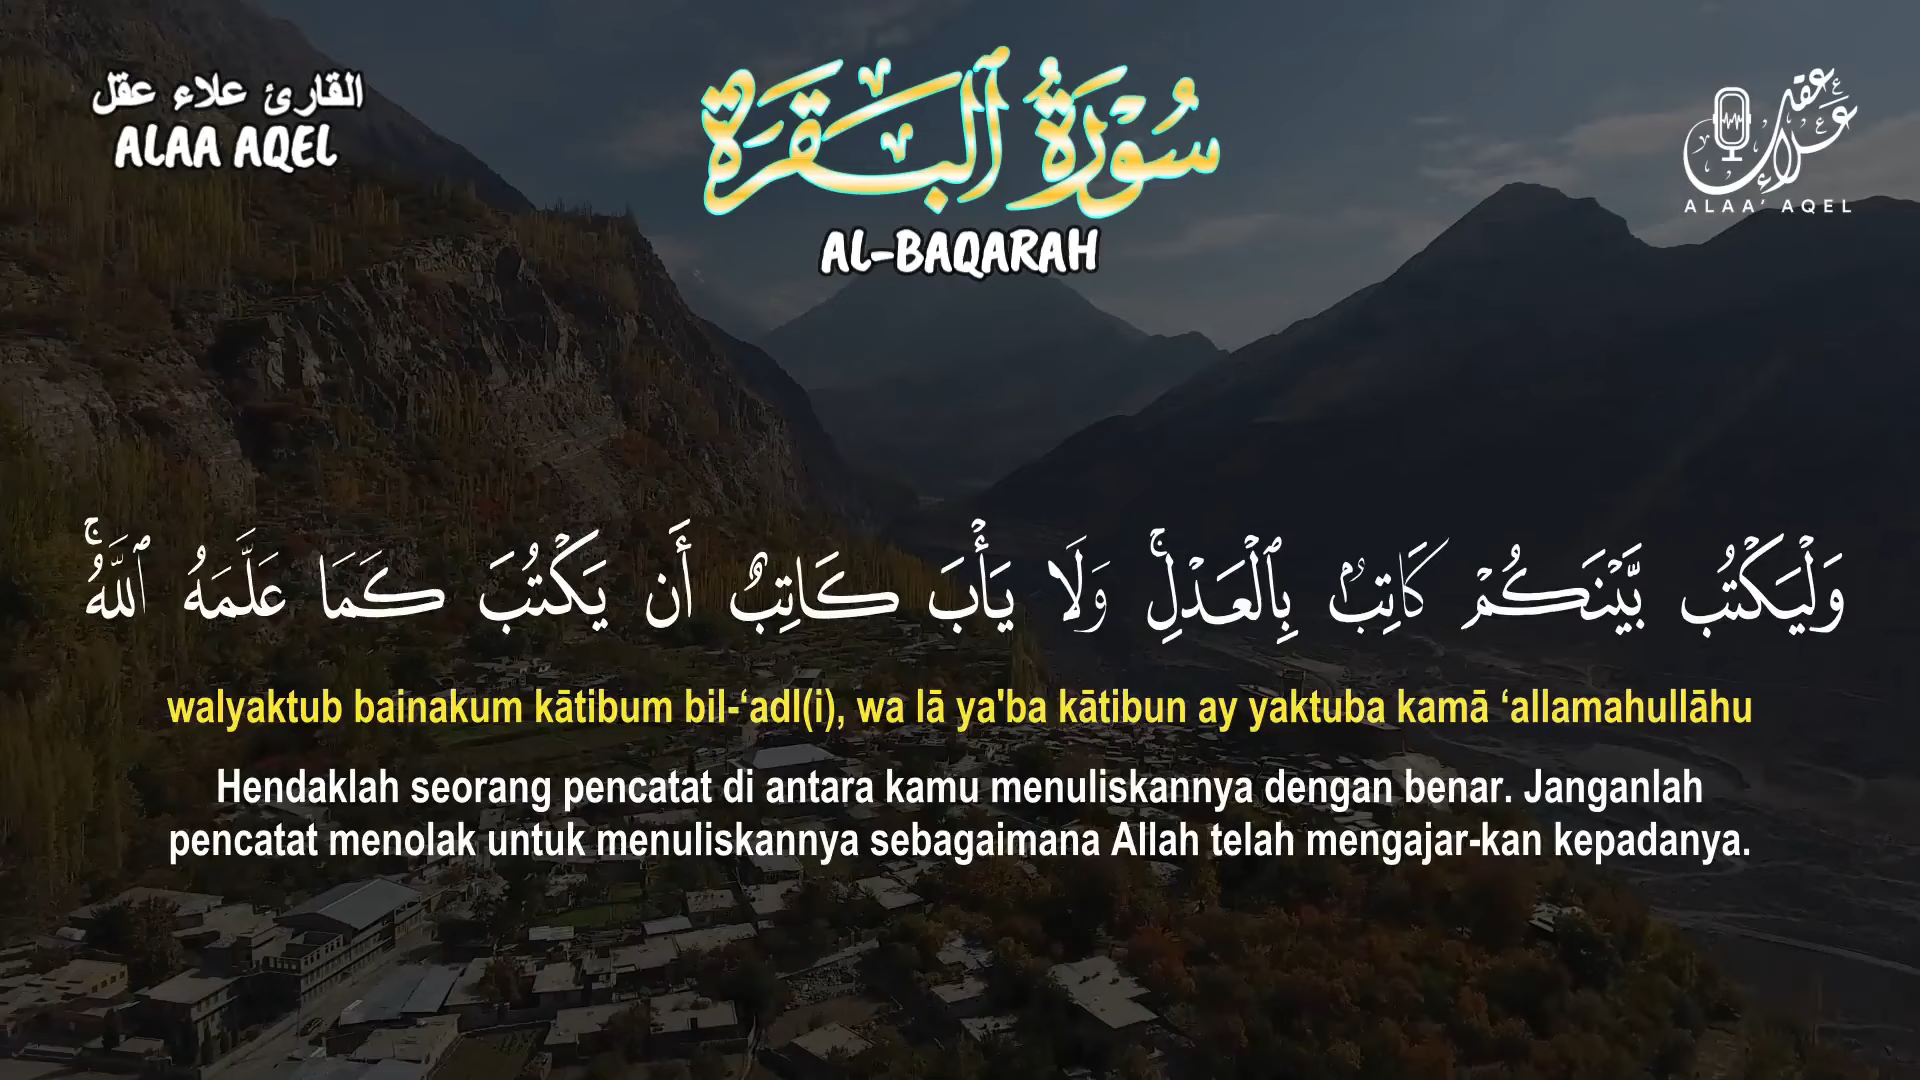 القارئ علاء عقل
ALAA AQEL
سُوْرَةُ ٱلْبَقَرَة
AL-BAQARAH
علاء عقل
ALAA' AQEL
وَلْيَكْتُب بَّيْنَكُمْ كَاتِبٌۢ بِٱلْعَدْلِۚ وَلَا يَأْبَ كَاتِبٌ أَن يَكْتُبَ كَمَا عَلَّمَهُ ٱللَّهُۚ
walyaktub bainakum kātibum bil-‘adl(i), wa lā ya'ba kātibun ay yaktuba kamā ‘allamahullāhu
Hendaklah seorang pencatat di antara kamu menuliskannya dengan benar. Janganlah
pencatat menolak untuk menuliskannya sebagaimana Allah telah mengajar-kan kepadanya.